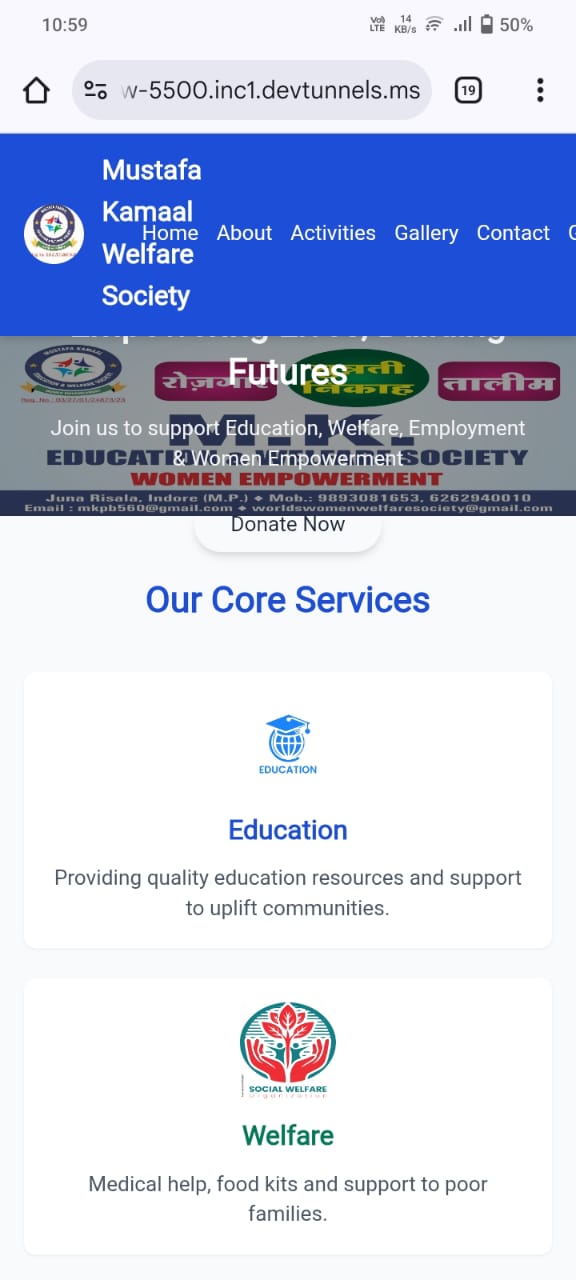 10:59
Vo) LTE 14 KB/s 50%
w-5500.inc1.devtunnels.ms 19
Mustafa
Kamaal
Welfare
Society
Home About Activities Gallery Contact
Futures
रोज़गार
निकाह
तालीम
Join us to support Education, Welfare, Employment
& Women Empowerment
M.K.
SOCIETY
WOMEN EMPOWERMENT
Juna Risala, Indore (M.P.) ◆ Mob.: 9893081653, 6262940010
Email : mkpb560@gmail.com ◆ worldswomenwelfaresociety@gmail.com
Donate Now
Our Core Services
EDUCATION
Education
Providing quality education resources and support
to uplift communities.
SOCIAL WELFARE
Organization
Welfare
Medical help, food kits and support to poor
families.